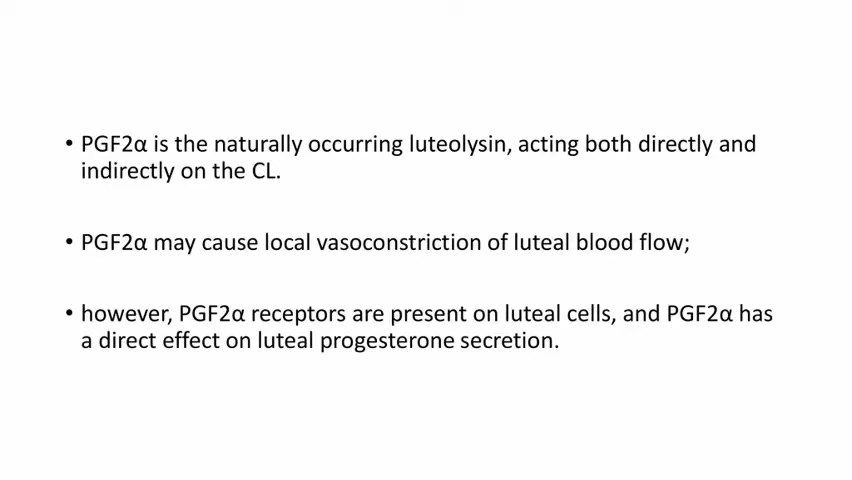 • PGF2α is the naturally occurring luteolysin, acting both directly and
indirectly on the CL.
• PGF2α may cause local vasoconstriction of luteal blood flow;
• however, PGF2α receptors are present on luteal cells, and PGF2α has
a direct effect on luteal progesterone secretion.